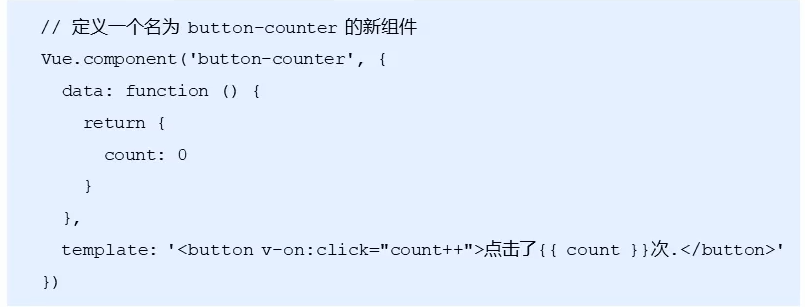 // 定义一个名为 button-counter 的新组件
Vue.component('button-counter', {
  data: function () {
    return {
      count: 0
    }
  },
  template: '<button v-on:click="count++">点击了{{ count }}次.</button>'
})